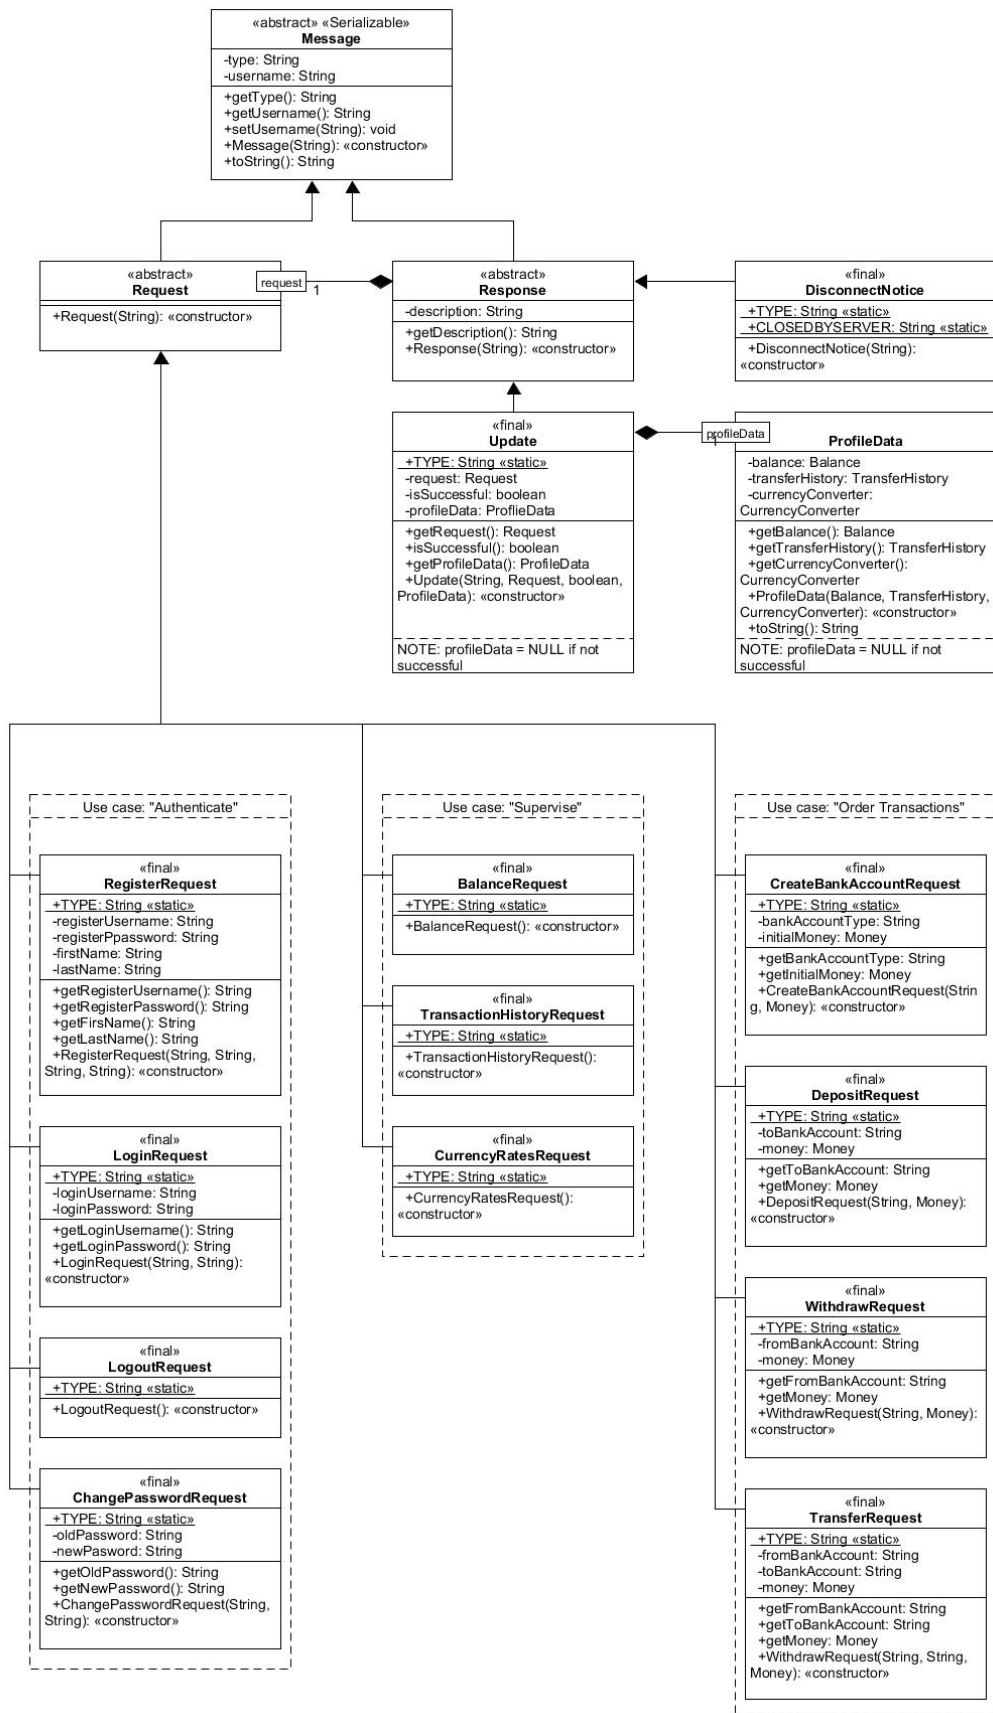 «abstract» «Serializable»
Message
-type: String
-username: String
+getType(): String
+getUsername(): String
+setUsername(String): void
+Message(String): «constructor»
+toString(): String
«abstract»
Request
+Request(String): «constructor»
request
1
«abstract»
Response
-description: String
+getDescription(): String
+Response(String): «constructor»
«final»
DisconnectNotice
+TYPE: String «static»
+CLOSEDBYSERVER: String «static»
+DisconnectNotice(String):
«constructor»
«final»
Update
+TYPE: String «static»
-request: Request
-isSuccessful: boolean
-profileData: ProflieData
+getRequest(): Request
+isSuccessful(): boolean
+getProfileData(): ProfileData
+Update(String, Request, boolean,
ProfileData): «constructor»
NOTE: profileData = NULL if not
successful
profileData
1
ProfileData
-balance: Balance
-transferHistory: TransferHistory
-currencyConverter:
CurrencyConverter
+getBalance(): Balance
+getTransferHistory(): TransferHistory
+getCurrencyConverter():
CurrencyConverter
+ProfileData(Balance, TransferHistory,
CurrencyConverter): «constructor»
+toString(): String
NOTE: profileData = NULL if not
successful
Use case: "Authenticate"
«final»
RegisterRequest
+TYPE: String «static»
-registerUsername: String
-registerPpassword: String
-firstName: String
-lastName: String
+getRegisterUsername(): String
+getRegisterPassword(): String
+getFirsName(): String
+getLastName(): String
+RegisterRequest(String, String,
String, String): «constructor»
«final»
LoginRequest
+TYPE: String «static»
-loginUsername: String
-loginPassword: String
+getLoginUsername(): String
+getLoginPassword(): String
+LoginRequest(String, String):
«constructor»
«final»
LogoutRequest
+TYPE: String «static»
+LogoutRequest(): «constructor»
«final»
ChangePasswordRequest
+TYPE: String «static»
-oldPassword: String
-newPasword: String
+getOldPassword(): String
+getNewPassword(): String
+ChangePasswordRequest(String,
String): «constructor»
Use case: "Supervise"
«final»
BalanceRequest
+TYPE: String «static»
+BalanceRequest(): «constructor»
«final»
TransactionHistoryRequest
+TYPE: String «static»
+TransactionHistoryRequest():
«constructor»
«final»
CurrencyRatesRequest
+TYPE: String «static»
+CurrencyRatesRequest():
«constructor»
Use case: "Order Transactions"
«final»
CreateBankAccountRequest
+TYPE: String «static»
-bankAccountType: String
-initialMoney: Money
+getBankAccountType: String
+getInitialMoney: Money
+CreateBankAccountRequest(Strin
g, Money): «constructor»
«final»
DepositRequest
+TYPE: String «static»
-toBankAccount: String
-money: Money
+getToBankAccount: String
+getMoney: Money
+DepositRequest(String, Money):
«constructor»
«final»
WithdrawRequest
+TYPE: String «static»
-fromBankAccount: String
-money: Money
+getFromBankAccount: String
+getMoney: Money
+WithdrawRequest(String, Money):
«constructor»
«final»
TransferRequest
+TYPE: String «static»
-fromBankAccount: String
-toBankAccount: String
-money: Money
+getFromBankAccount: String
+getToBankAccount: String
+getMoney: Money
+WithdrawRequest(String, String,
Money): «constructor»